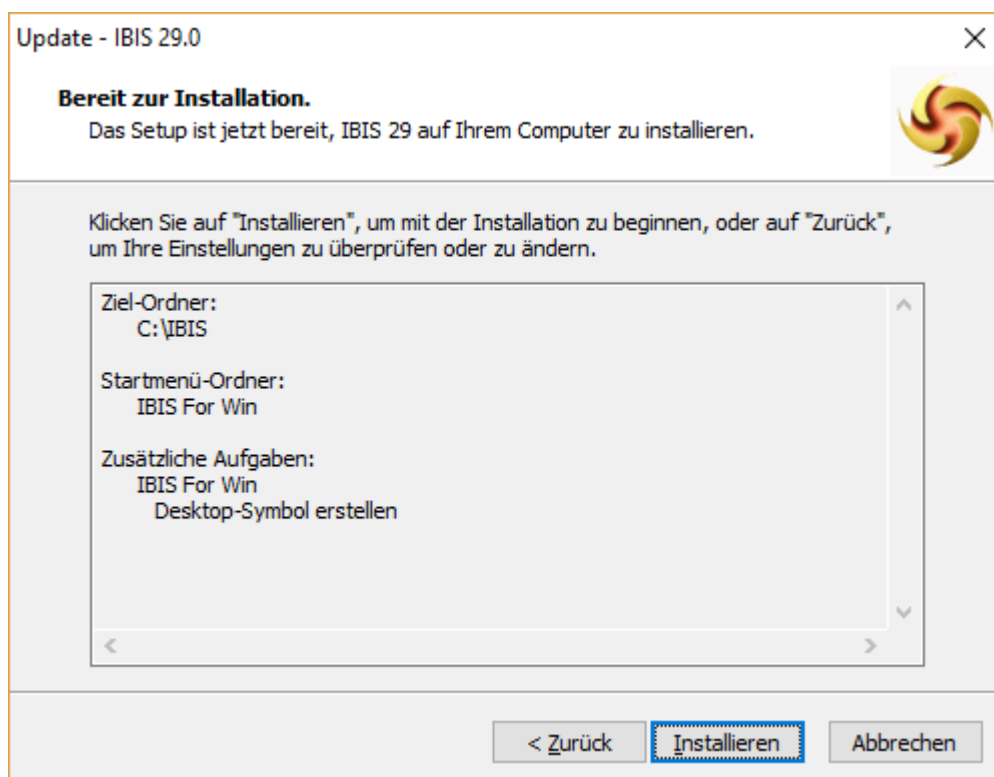 Update - IBIS 29.0
Bereit zur Installation.
Das Setup ist jetzt bereit, IBIS 29 auf Ihrem Computer zu installieren.
Klicken Sie auf "Installieren", um mit der Installation zu beginnen, oder auf "Zurück",
um Ihre Einstellungen zu überprüfen oder zu ändern.
Ziel-Ordner:
C:\IBIS
Startmenü-Ordner:
IBIS For Win
Zusätzliche Aufgaben:
IBIS For Win
Desktop-Symbol erstellen
< Zurück
Installieren
Abbrechen